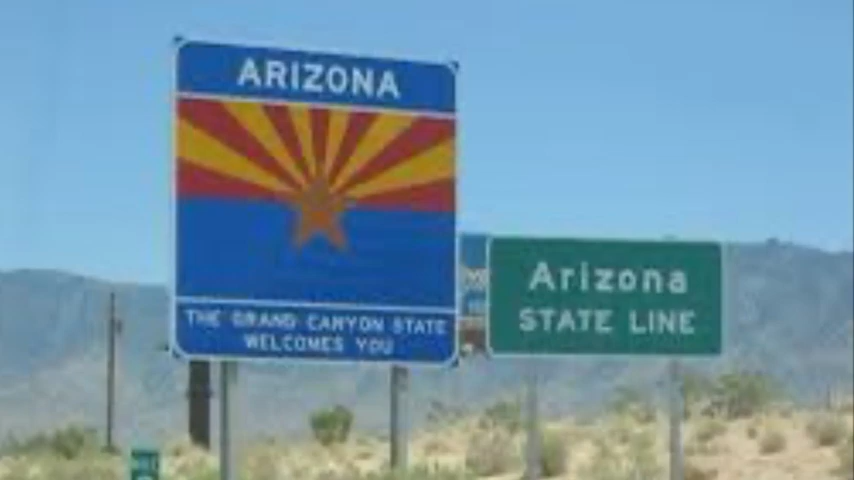 ARIZONA
THE GRAND CANYON STATE
WELCOMES YOU
Arizona
STATE LINE